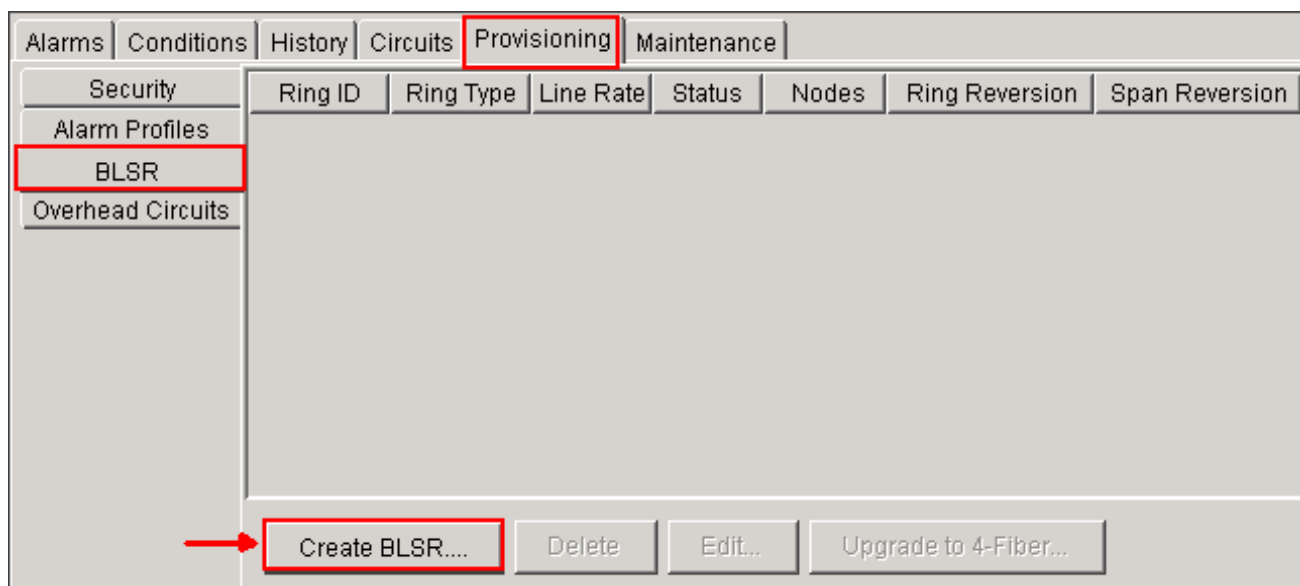 Alarms Conditions History Circuits Provisioning Maintenance
Security
Alarm Profiles
BLSR
Overhead Circuits
Ring ID Ring Type Line Rate Status Nodes Ring Reversion Span Reversion
Create BLSR.... Delete Edit... Upgrade to 4-Fiber...